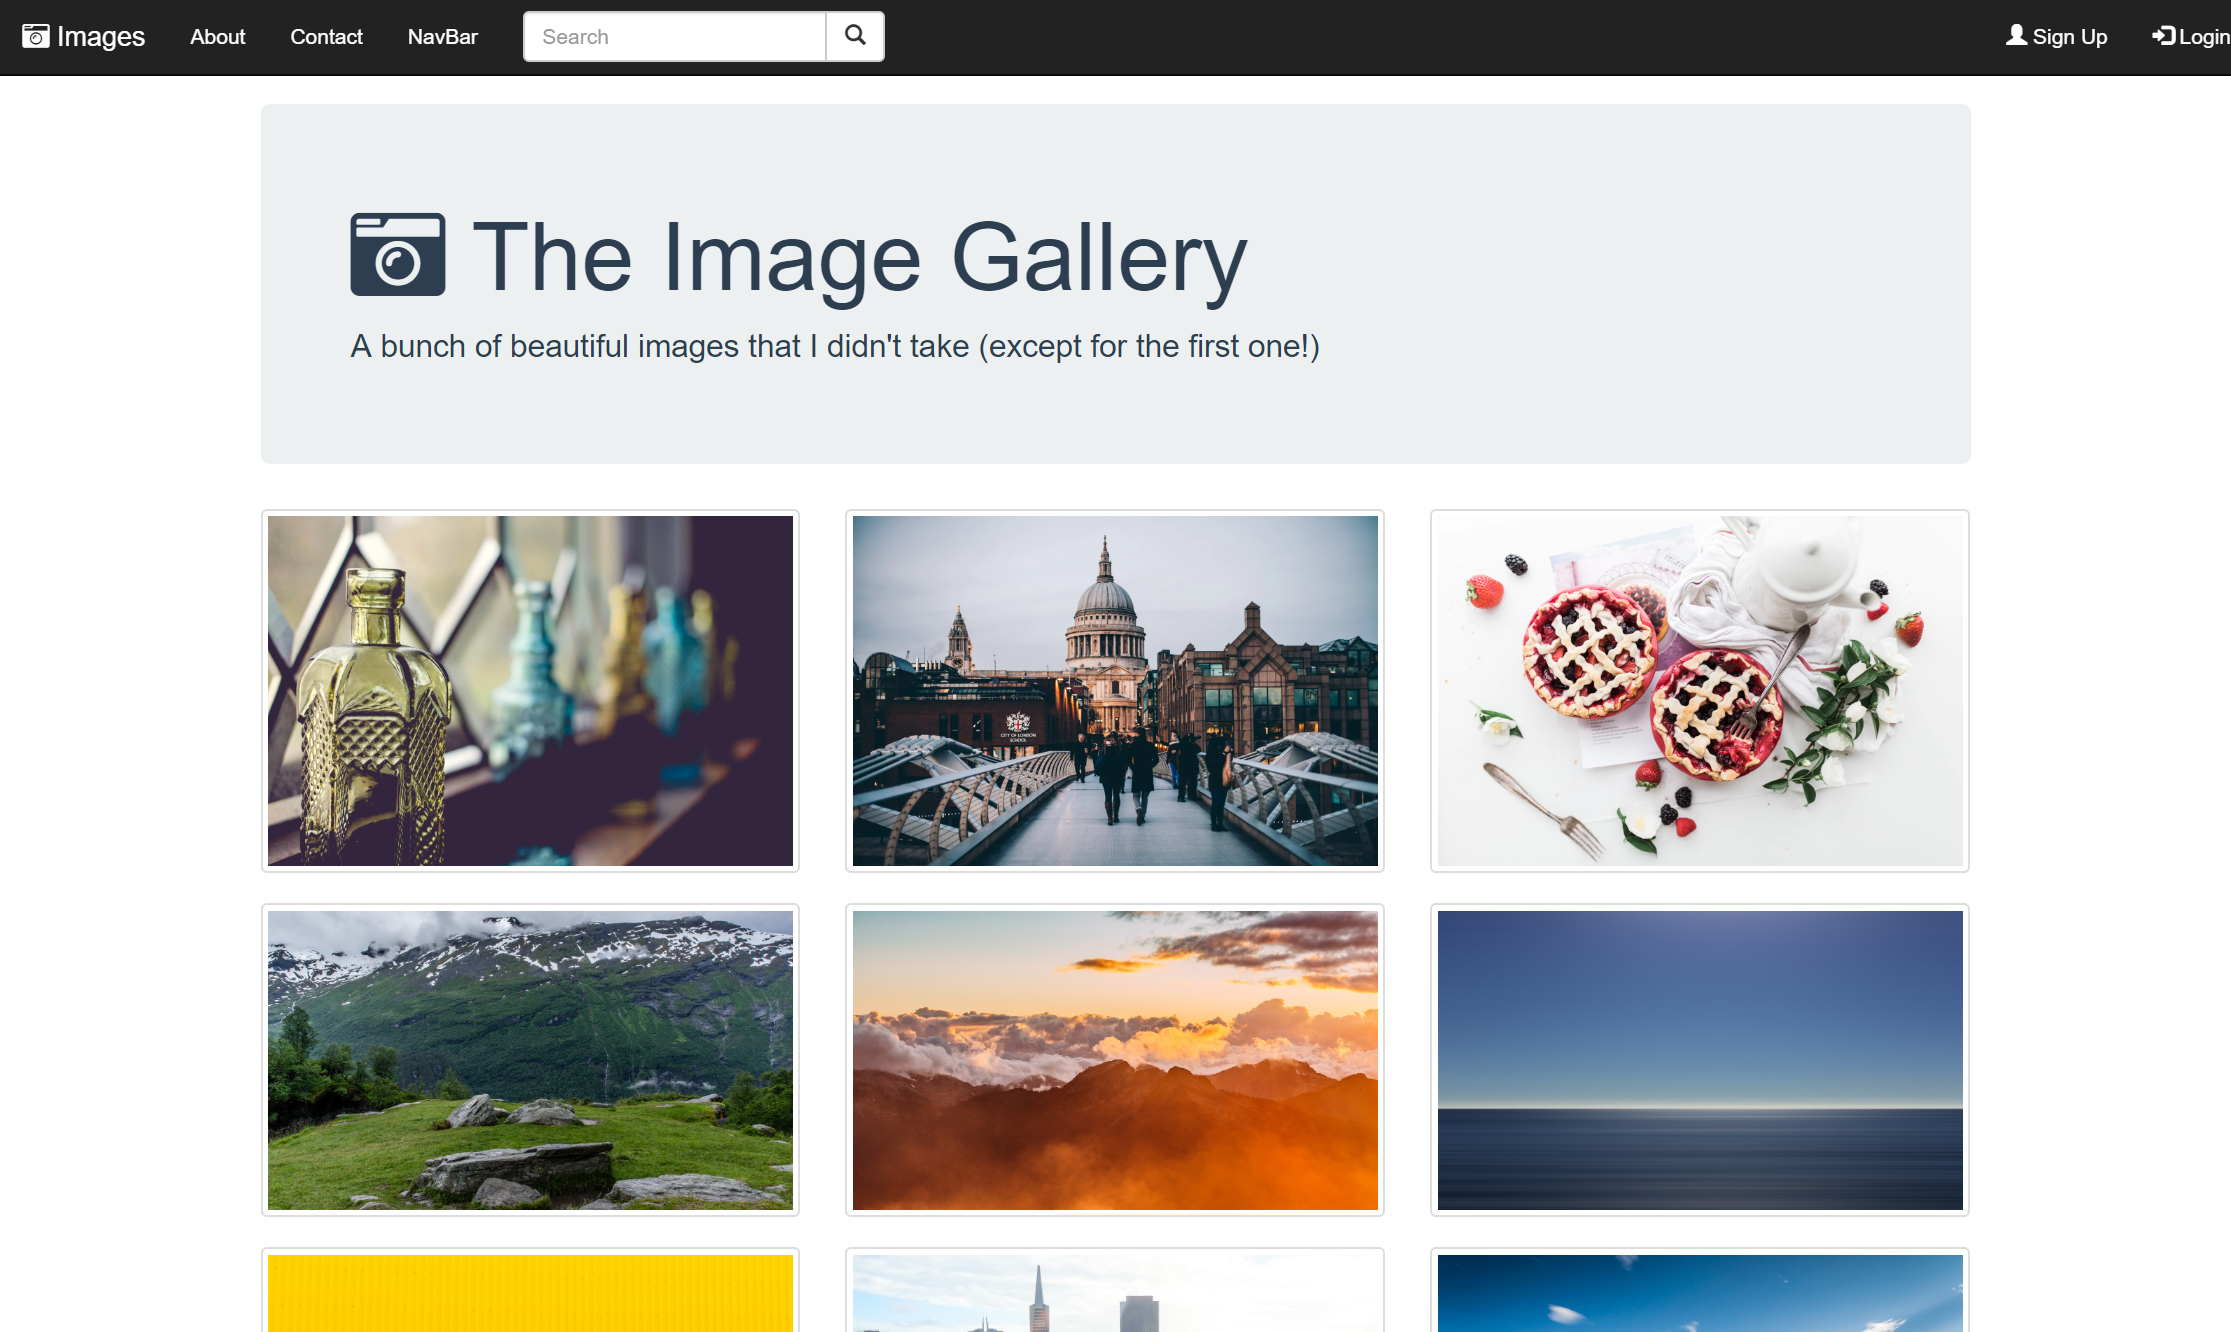 Images About Contact NavBar Search Sign Up Login
The Image Gallery
A bunch of beautiful images that I didn't take (except for the first one!)
CITY OF LONDON
SCHOOL